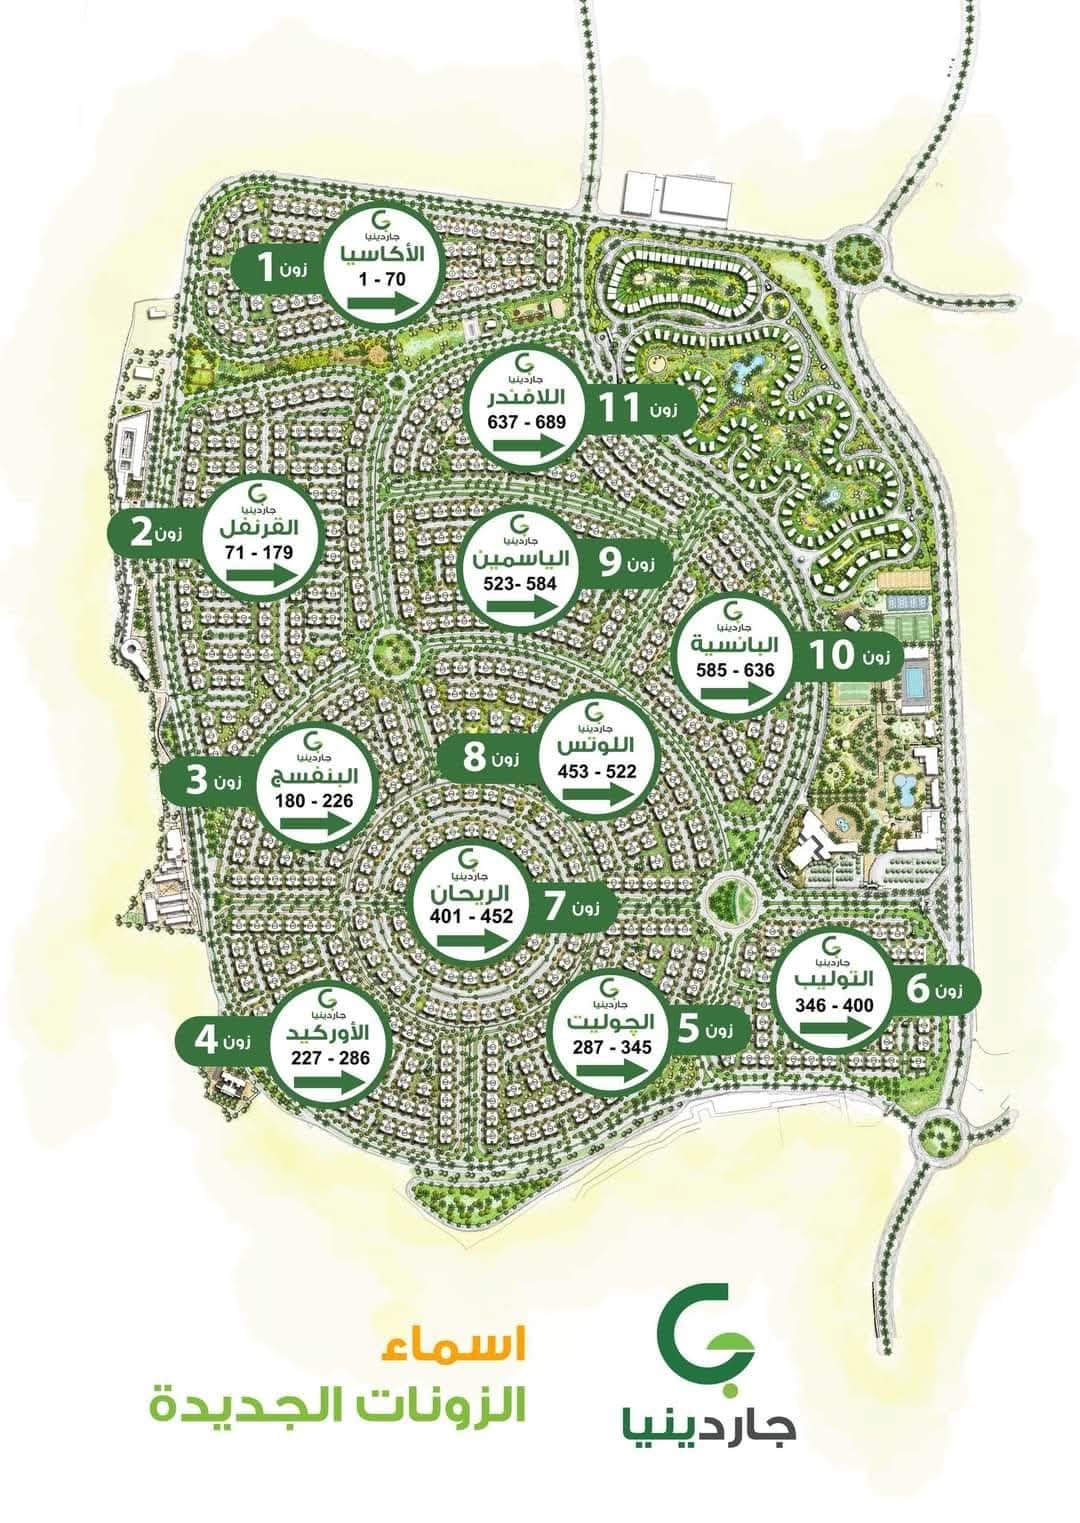 جاردينيا
الأكاسيا
1 - 70
زون 1
جاردينيا
اللافندر
637 - 689
زون 11
جاردينيا
القرنفل
71 - 179
زون 2
جاردينيا
الياسمين
523- 584
زون 9
جاردينيا
البانسية
585 - 636
زون 10
جاردينيا
اللوتس
453 - 522
زون 8
جاردينيا
البنفسج
180 - 226
زون 3
جاردينيا
الريحان
401 - 452
زون 7
جاردينيا
التوليب
346 - 400
زون 6
جاردينيا
الچوليت
287 - 345
زون 5
جاردينيا
الأوركيد
227 - 286
زون 4
اسماء
الزونات الجديدة
جاردينيا